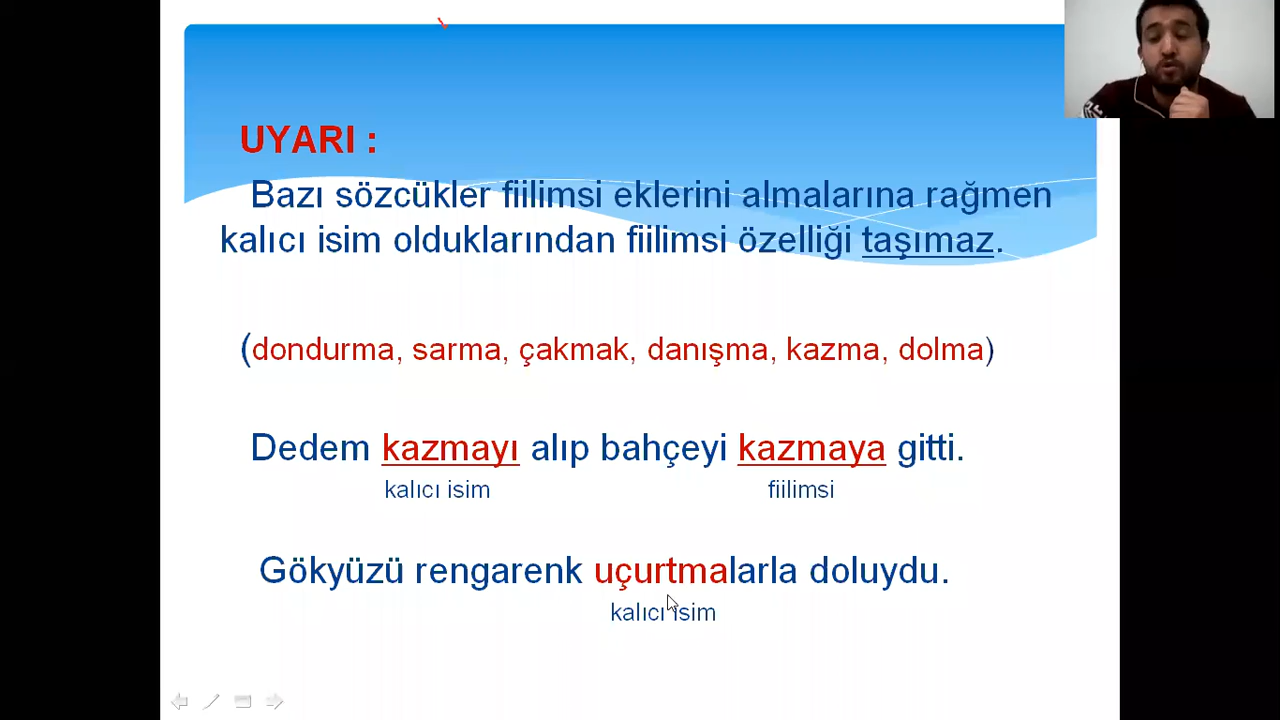 UYARI :
Bazı sözcükler fiilimsi eklerini almalarına rağmen
kalıcı isim olduklarından fiilimsi özelliği taşımaz.
(dondurma, sarma, çakmak, danışma, kazma, dolma)
Dedem kazmayı alıp bahçeyi kazmaya gitti.
kalıcı isim fiilimsi
Gökyüzü rengarenk uçurtmalarla doluydu.
kalıcı isim